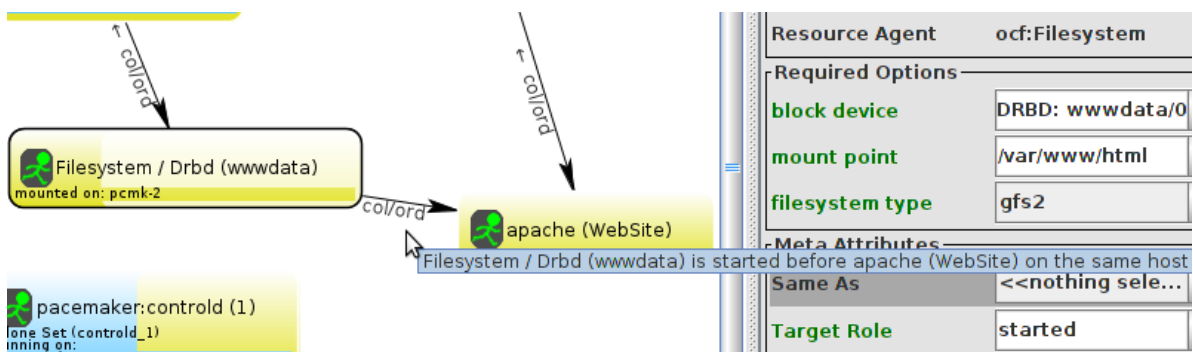 ← col/ord
← col/ord
Filesystem / Drbd (wwwdata)
mounted on: pcmk-2
col/ord
apache (WebSite)
Filesystem / Drbd (wwwdata) is started before apache (WebSite) on the same host
pacemaker:controld (1)
lone Set (controld_1)
nning on:
Resource Agent ocf:Filesystem
Required Options
block device DRBD: wwwdata/0
mount point /var/www/html
filesystem type gfs2
Meta Attributes
Same As <<nothing sele...
Target Role started